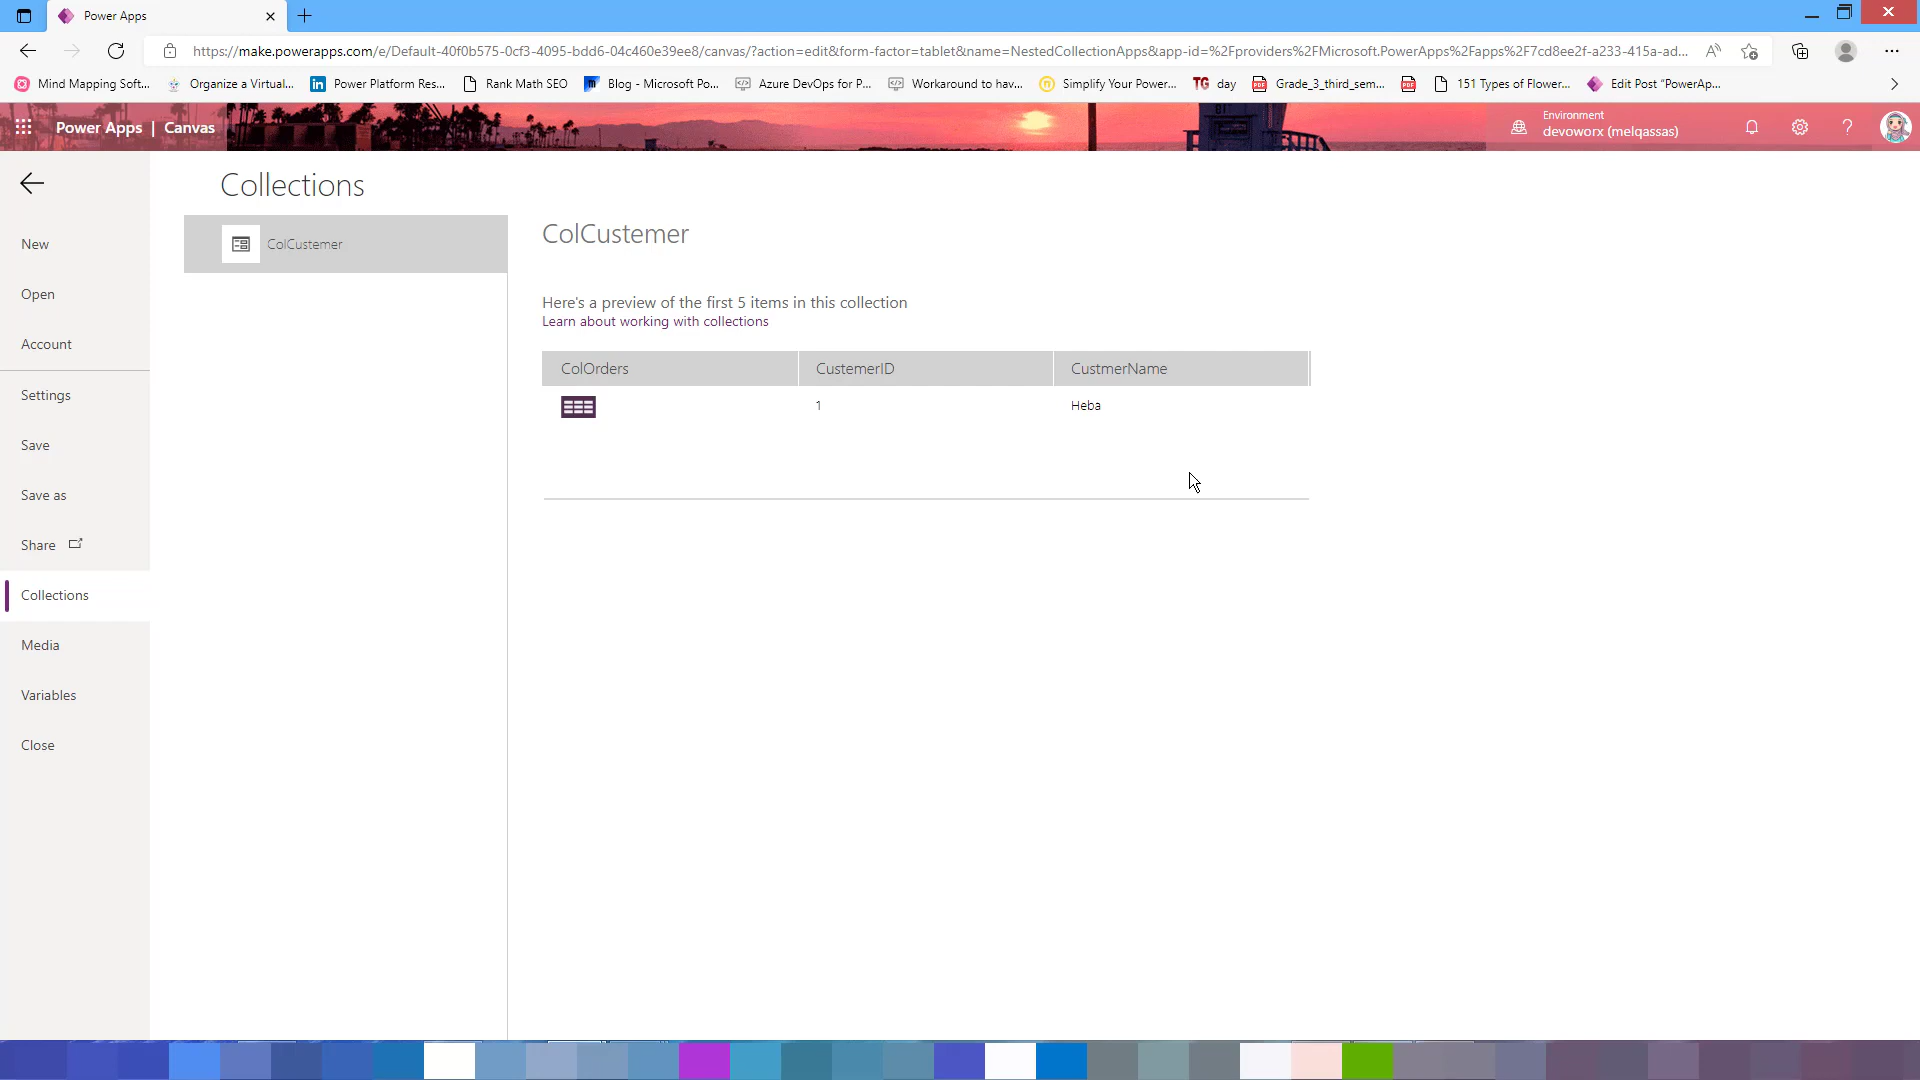 Power Apps
https://make.powerapps.com/e/Default-40f0b575-0cf3-4095-bdd6-04c460e39ee8/canvas/?action=edit&form-factor=tablet&name=NestedCollectionApps&app-id=%2Fproviders%2FMicrosoft.PowerApps%2Fapps%2F7cd8ee2f-a233-415a-ad...
Mind Mapping Soft... Organize a Virtual... Power Platform Res... Rank Math SEO Blog - Microsoft Po... Azure DevOps for P... Workaround to hav... Simplify Your Power... TG day Grade_3_third_sem... 151 Types of Flower... Edit Post "PowerAp...
Power Apps | Canvas
Environment
devoworx (melqassas)
Collections
New
Open
Account
Settings
Save
Save as
Share
Collections
Media
Variables
Close
ColCustemer
ColCustemer
Here's a preview of the first 5 items in this collection
Learn about working with collections
ColOrders CustemerID CustmerName
1 Heba